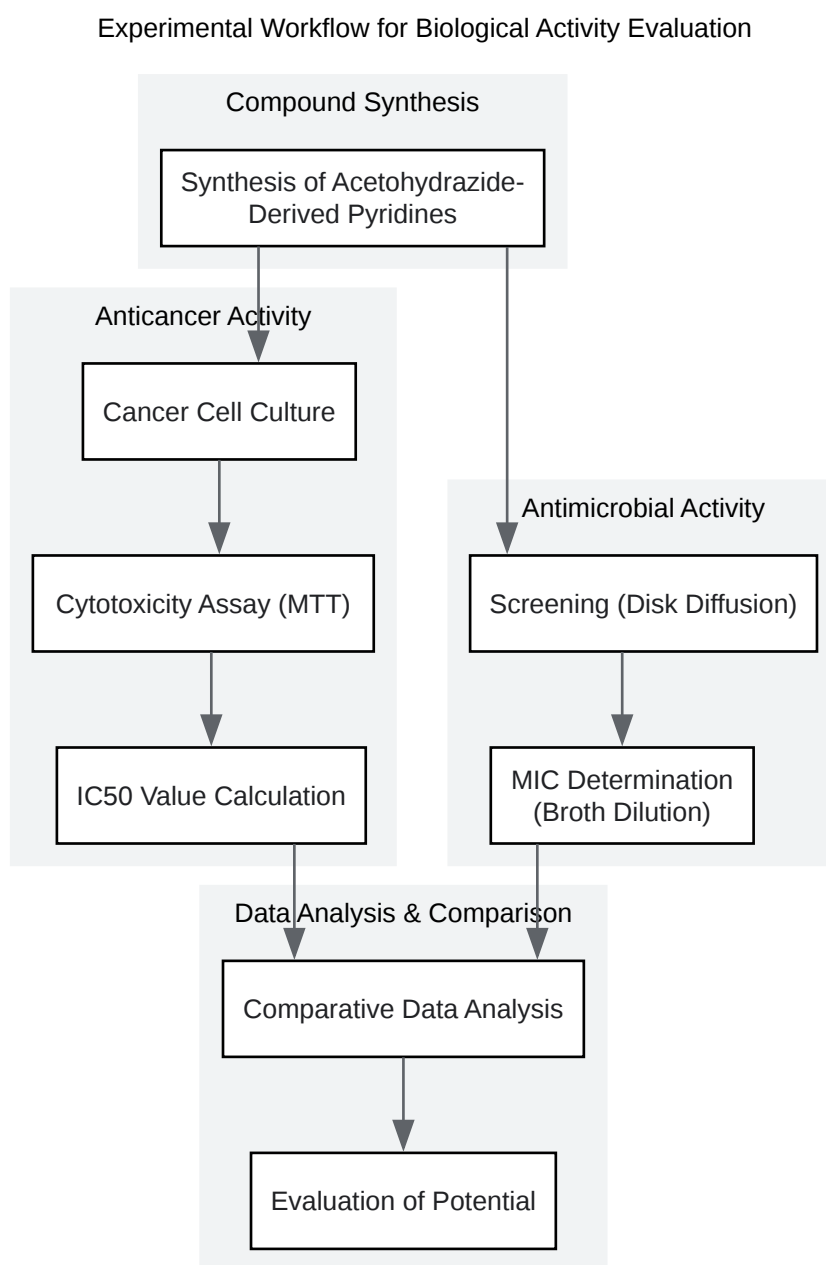 Experimental Workflow for Biological Activity Evaluation
Compound Synthesis
Synthesis of Acetohydrazide-
Derived Pyridines
Anticancer Activity
Cancer Cell Culture
Cytotoxicity Assay (MTT)
IC50 Value Calculation
Antimicrobial Activity
Screening (Disk Diffusion)
MIC Determination
(Broth Dilution)
Data Analysis & Comparison
Comparative Data Analysis
Evaluation of Potential